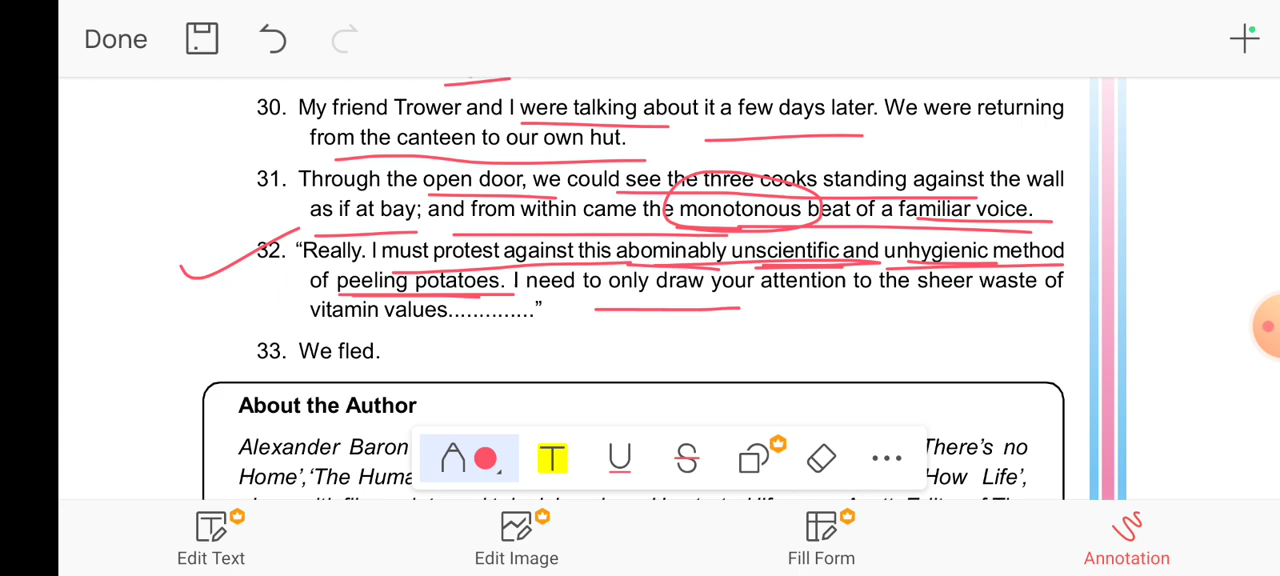 Done
30. My friend Trower and I were talking about it a few days later. We were returning
from the canteen to our own hut.
31. Through the open door, we could see the three cooks standing against the wall
as if at bay; and from within came the monotonous beat of a familiar voice.
32. “Really. I must protest against this abominably unscientific and unhygienic method
of peeling potatoes. I need to only draw your attention to the sheer waste of
vitamin values..............”
33. We fled.
About the Author
Alexander Baron There’s no
Home’,‘The Huma How Life’,
T U S
Edit Text Edit Image Fill Form Annotation